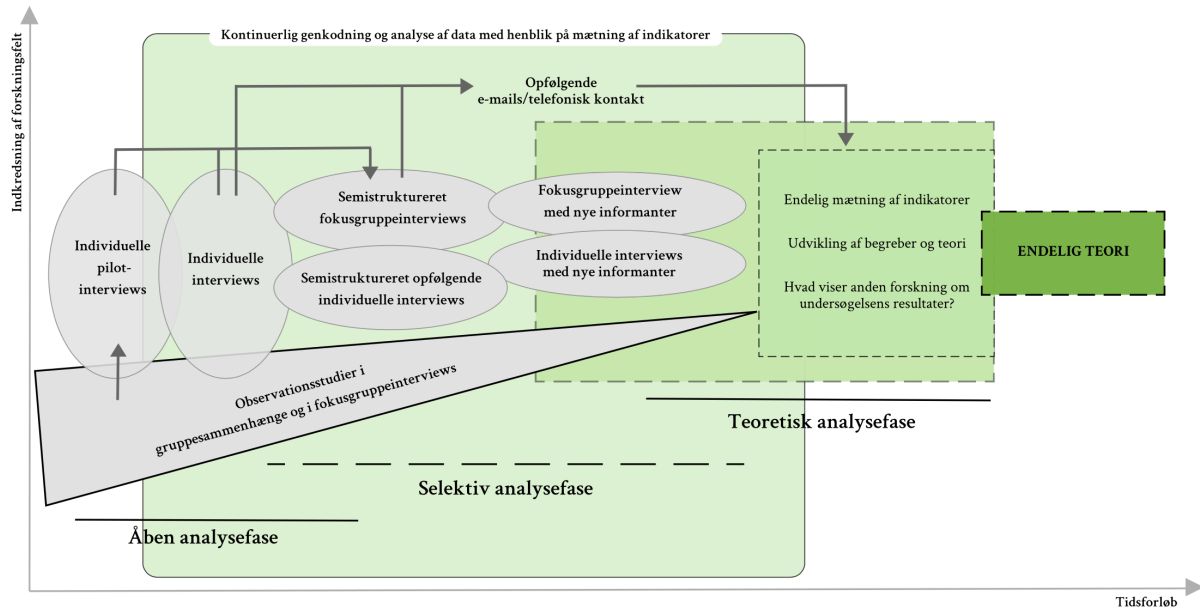 Kontinuerlig genkodning og analyse af data med henblik på mætning af indikatorer
Indkredsning af forskningsfelt
Opfølgende
e-mails/telefonisk kontakt
Individuelle
pilot-
interviews
Individuelle
interviews
Semistruktureret
fokusgruppeinterviews
Semistruktureret opfølgende
individuelle interviews
Fokusgruppeinterview
med nye informanter
Individuelle interviews
med nye informanter
Endelig mætning af indikatorer
Udvikling af begreber og teori
Hvad viser anden forskning om
undersøgelsens resultater?
ENDELIG TEORI
Observationsstudier i
gruppesammenhænge og i fokusgruppeinterviews
Teoretisk analysefase
Selektiv analysefase
Åben analysefase
Tidsforløb